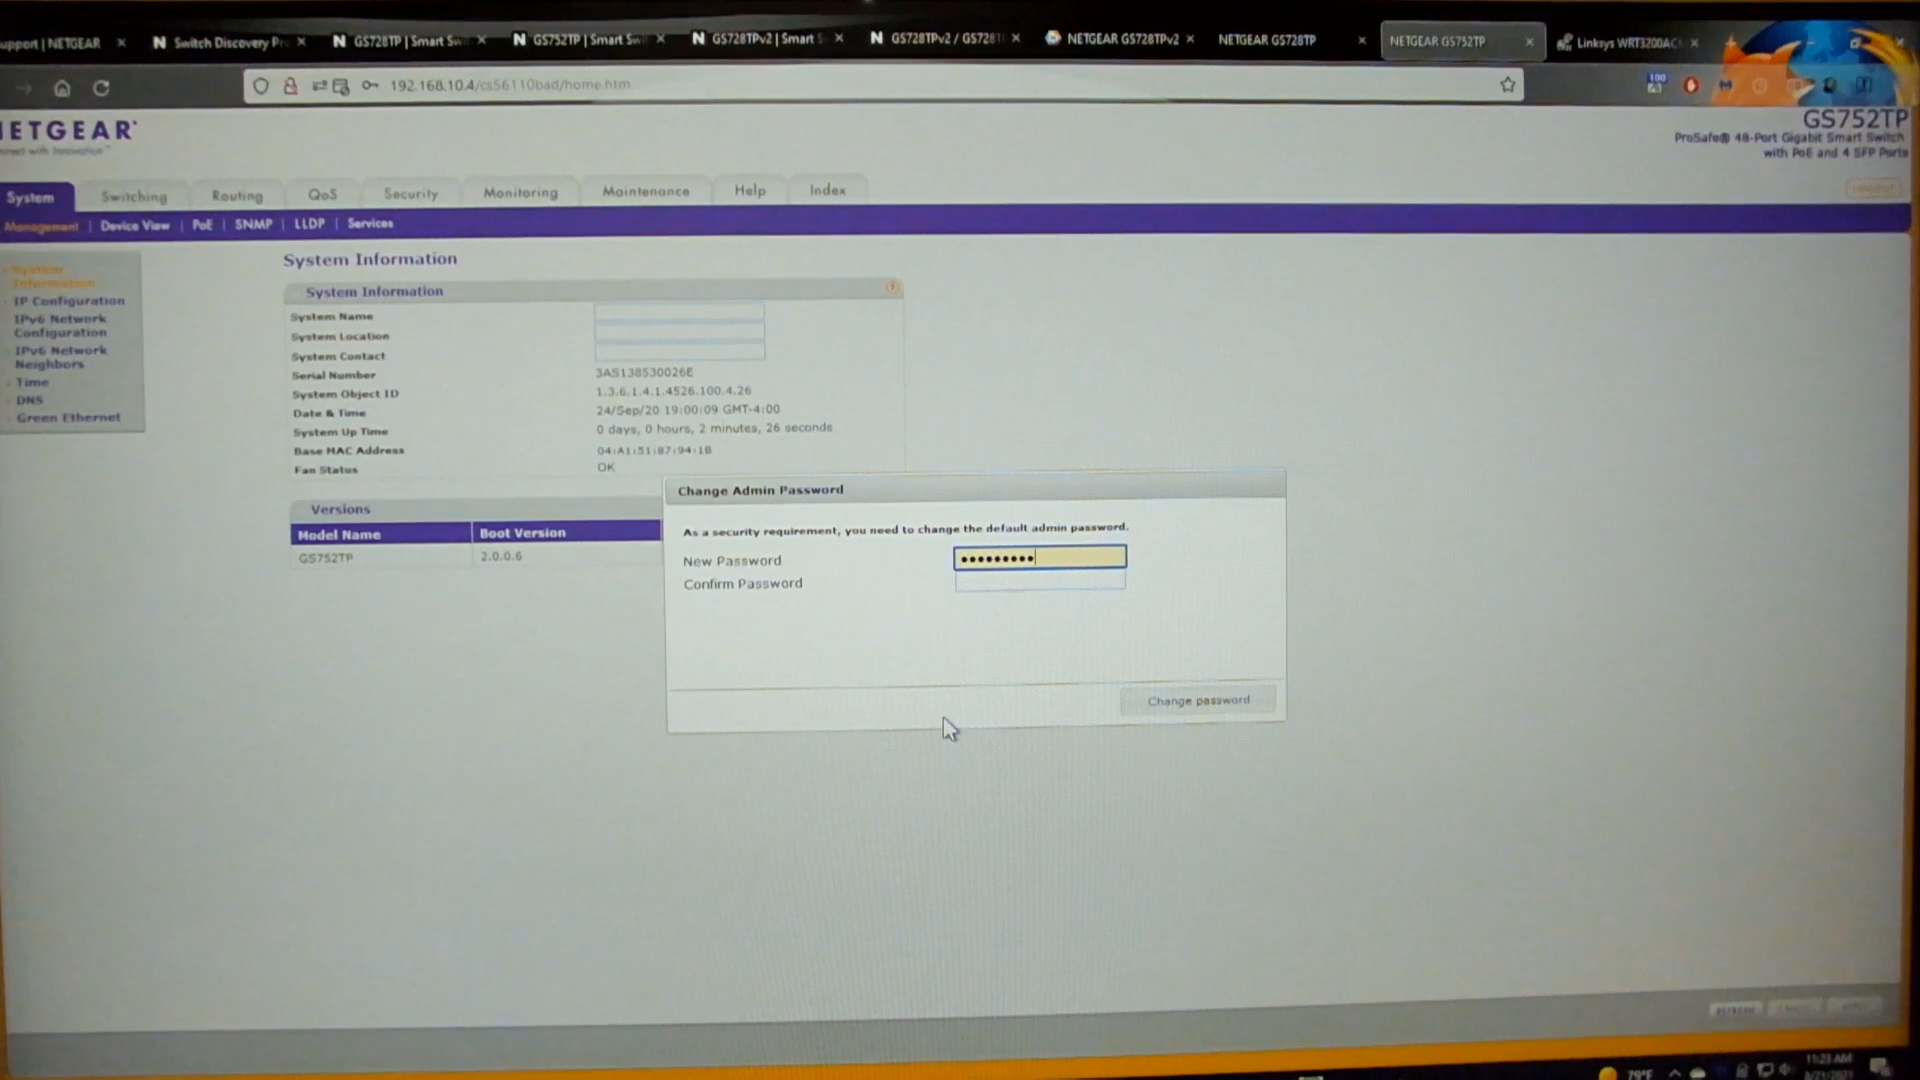 upport | NETGEAR
Switch Discovery Pr
GS728TP | Smart Sw
GS752TP | Smart Swi
GS728TPv2 | Smart S
GS728TPv2 / GS728T
NETGEAR GS728TPv2
NETGEAR GS728TP
NETGEAR GS752TP
Linksys WRT3200AC
192.168.10.4/cs56110bad/home.htm
100
ETGEAR
GS752TP
ProSafe® 48-Port Gigabit Smart Switch
with PoE and 4 SFP Ports
LOGOUT
System
Switching
Routing
QoS
Security
Monitoring
Maintenance
Help
Index
Management | Device View | PoE | SNMP | LLDP | Services
System
Information
IP Configuration
IPv6 Network
Configuration
IPv6 Network
Neighbors
Time
DNS
Green Ethernet
System Information
System Information
System Name
System Location
System Contact
Serial Number 3AS138530026E
System Object ID 1.3.6.1.4.1.4526.100.4.26
Date & Time 24/Sep/20 19:00:09 GMT-4:00
System Up Time 0 days, 0 hours, 2 minutes, 26 seconds
Base MAC Address 04:A1:51:87:94:1B
Fan Status OK
Versions
Model Name Boot Version
GS752TP 2.0.0.6
Change Admin Password
As a security requirement, you need to change the default admin password.
New Password •••••••••
Confirm Password
Change password
REFRESH
79°F
11:23 AM
8/21/2021